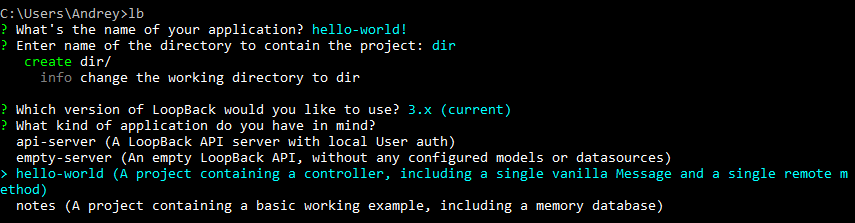 C:\Users\Andrey>lb
? What's the name of your application? hello-world!
? Enter name of the directory to contain the project: dir
   create dir/
     info change the working directory to dir

? Which version of LoopBack would you like to use? 3.x (current)
? What kind of application do you have in mind?
  api-server (A LoopBack API server with local User auth)
  empty-server (An empty LoopBack API, without any configured models or datasources)
> hello-world (A project containing a controller, including a single vanilla Message and a single remote m
ethod)
  notes (A project containing a basic working example, including a memory database)